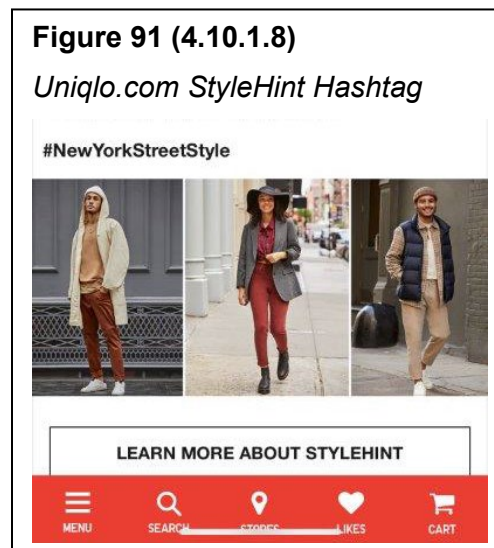 Figure 91 (4.10.1.8)
Uniqlo.com StyleHint Hashtag
#NewYorkStreetStyle
LEARN MORE ABOUT STYLEHINT
MENU SEARCH STORES LIKES CART